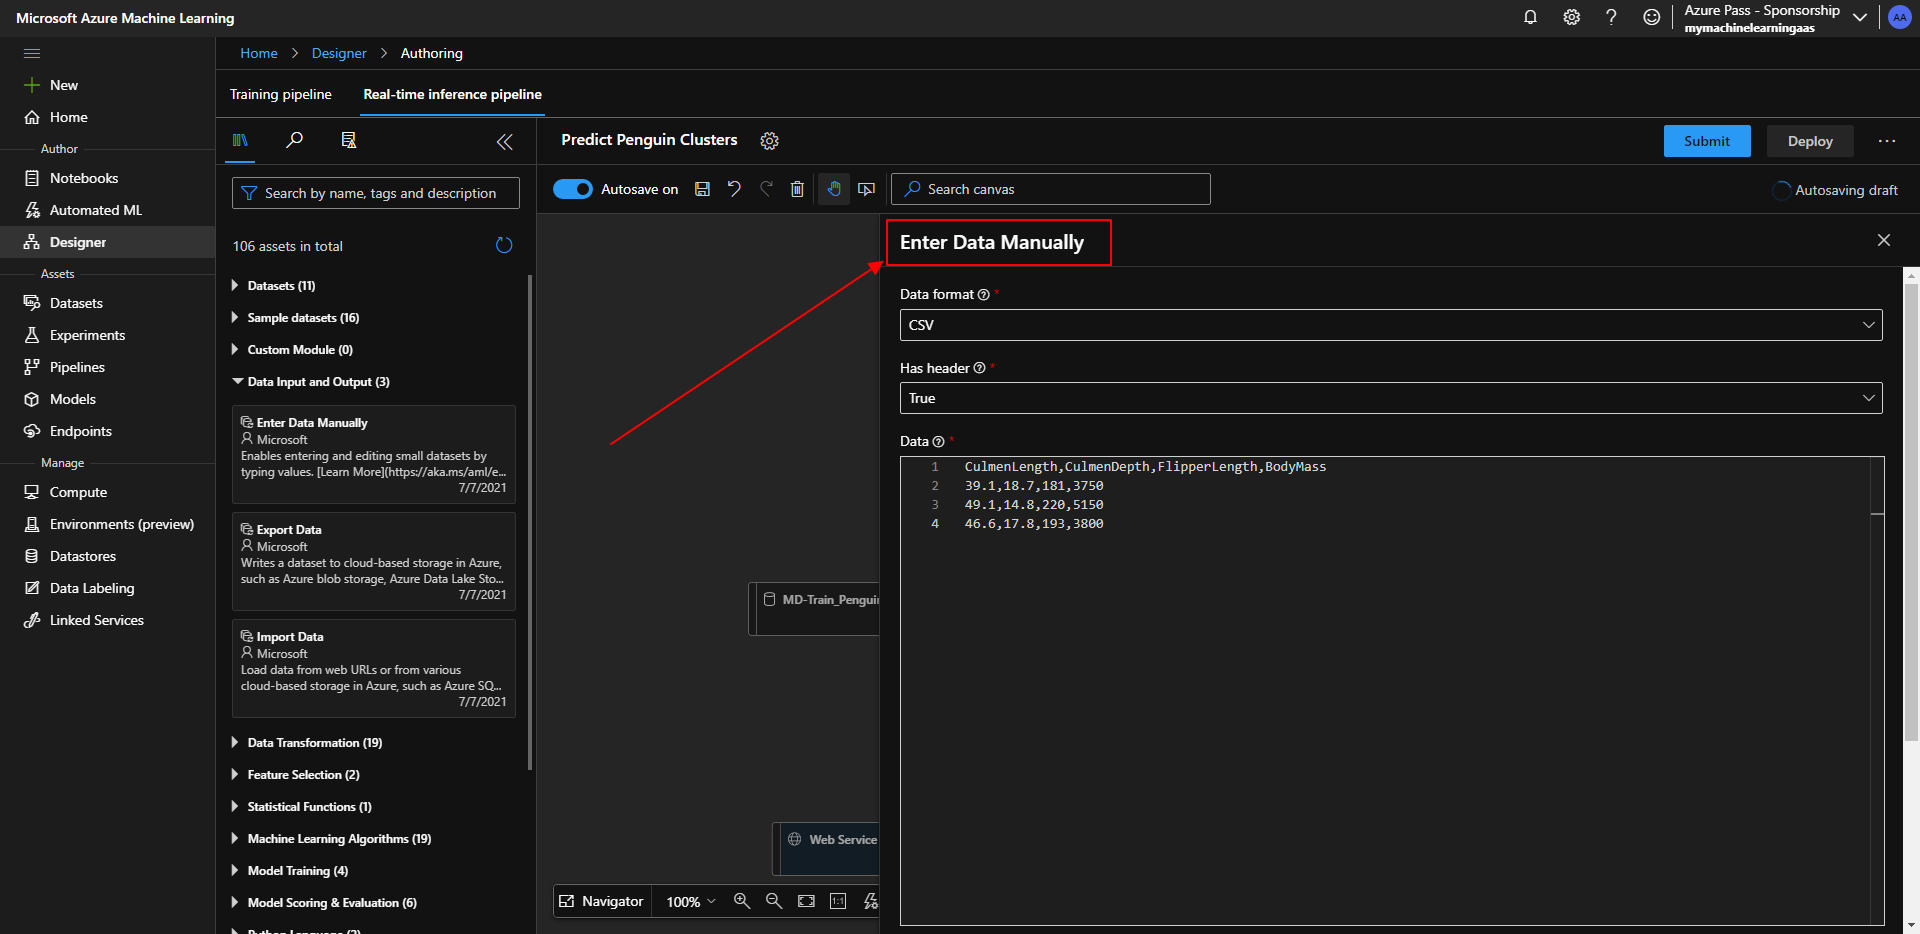 Microsoft Azure Machine Learning
Azure Pass - Sponsorship
mymachinelearningaas
AA
New
Home
Author
Notebooks
Automated ML
Designer
Assets
Datasets
Experiments
Pipelines
Models
Endpoints
Manage
Compute
Environments (preview)
Datastores
Data Labeling
Linked Services
Home > Designer > Authoring
Training pipeline
Real-time inference pipeline
Search by name, tags and description
106 assets in total
Datasets (11)
Sample datasets (16)
Custom Module (0)
Data Input and Output (3)
Enter Data Manually
Microsoft
Enables entering and editing small datasets by
typing values. [Learn More](https://aka.ms/aml/e...
7/7/2021
Export Data
Microsoft
Writes a dataset to cloud-based storage in Azure,
such as Azure blob storage, Azure Data Lake Sto...
7/7/2021
Import Data
Microsoft
Load data from web URLs or from various
cloud-based storage in Azure, such as Azure SQ...
7/7/2021
Data Transformation (19)
Feature Selection (2)
Statistical Functions (1)
Machine Learning Algorithms (19)
Model Training (4)
Model Scoring & Evaluation (6)
Predict Penguin Clusters
Submit
Deploy
Autosave on
Search canvas
Autosaving draft
MD-Train_Penguin
Web Service
Navigator
100%
1:1
Enter Data Manually
Data format *
CSV
Has header *
True
Data *
1 CulmenLength,CulmenDepth,FlipperLength,BodyMass
2 39.1,18.7,181,3750
3 49.1,14.8,220,5150
4 46.6,17.8,193,3800